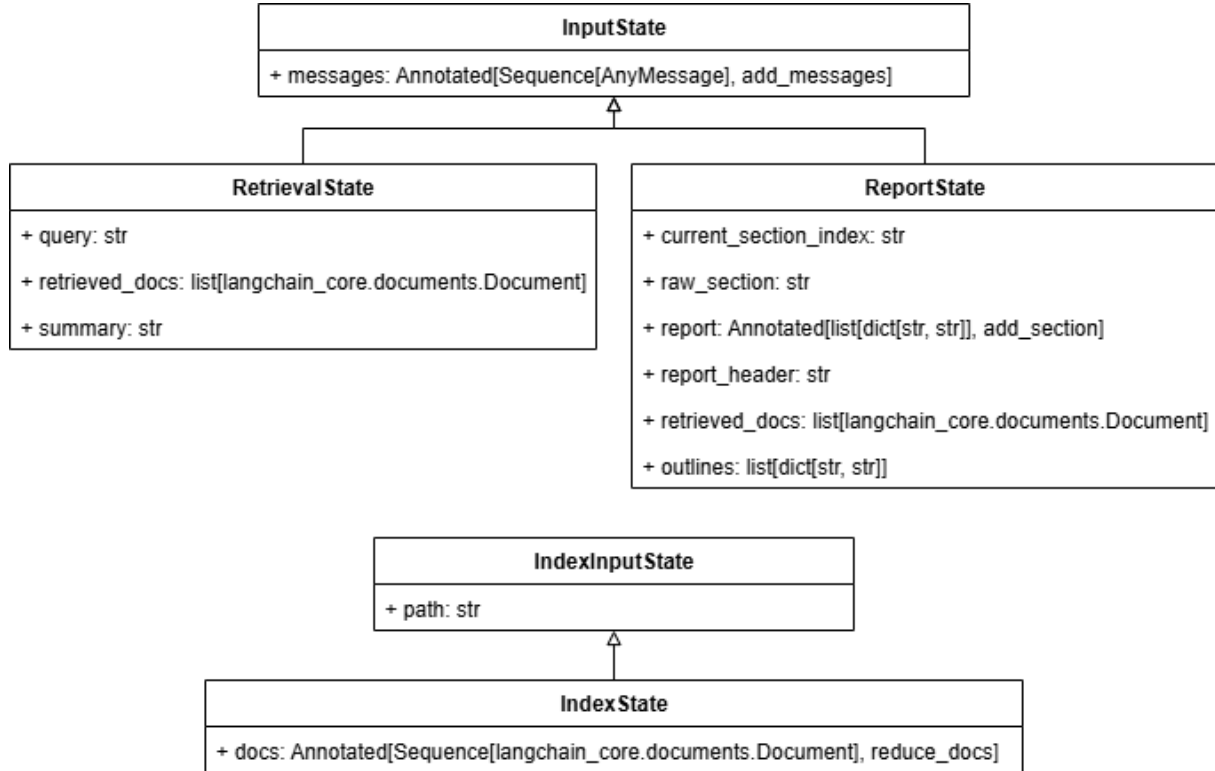 InputState
+ messages: Annotated[Sequence[AnyMessage], add_messages]
RetrievalState
+ query: str
+ retrieved_docs: list[langchain_core.documents.Document]
+ summary: str
ReportState
+ current_section_index: str
+ raw_section: str
+ report: Annotated[list[dict[str, str]], add_section]
+ report_header: str
+ retrieved_docs: list[langchain_core.documents.Document]
+ outlines: list[dict[str, str]]
IndexInputState
+ path: str
IndexState
+ docs: Annotated[Sequence[langchain_core.documents.Document], reduce_docs]